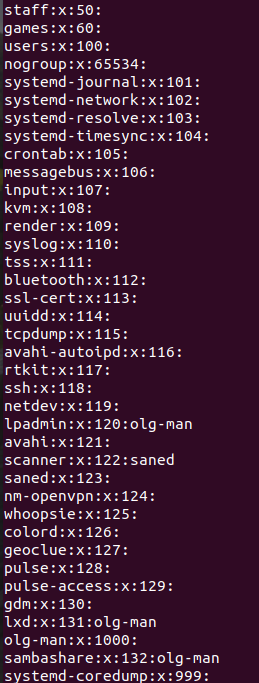 staff:x:50:
games:x:60:
users:x:100:
nogroup:x:65534:
systemd-journal:x:101:
systemd-network:x:102:
systemd-resolve:x:103:
systemd-timesync:x:104:
crontab:x:105:
messagebus:x:106:
input:x:107:
kvm:x:108:
render:x:109:
syslog:x:110:
tss:x:111:
bluetooth:x:112:
ssl-cert:x:113:
uuidd:x:114:
tcpdump:x:115:
avahi-autoipd:x:116:
rtkit:x:117:
ssh:x:118:
netdev:x:119:
lpadmin:x:120:olg-man
avahi:x:121:
scanner:x:122:saned
saned:x:123:
nm-openvpn:x:124:
whoopsie:x:125:
colord:x:126:
geoclue:x:127:
pulse:x:128:
pulse-access:x:129:
gdm:x:130:
lxd:x:131:olg-man
olg-man:x:1000:
sambashare:x:132:olg-man
systemd-coredump:x:999: